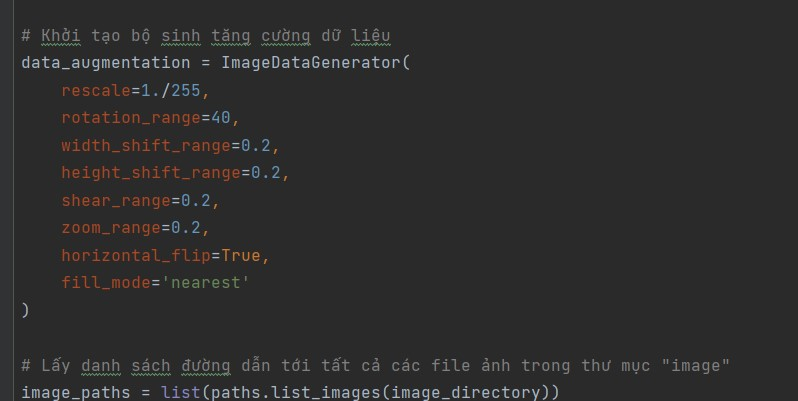 # Khởi tạo bộ sinh tăng cường dữ liệu
data_augmentation = ImageDataGenerator(
    rescale=1./255,
    rotation_range=40,
    width_shift_range=0.2,
    height_shift_range=0.2,
    shear_range=0.2,
    zoom_range=0.2,
    horizontal_flip=True,
    fill_mode='nearest'
)
# Lấy danh sách đường dẫn tới tất cả các file ảnh trong thư mục "image"
image_paths = list(paths.list_images(image_directory))